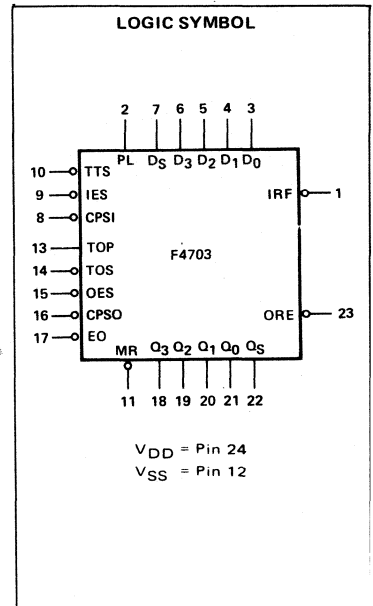 LOGIC SYMBOL
2 7 6 5 4 3
PL DS D3 D2 D1 D0
10 TTS
9 IES
IRF 1
8 CPSI
13 TOP
F4703
14 TOS
15 OES
16 CPSO
ORE 23
17 EO
MR Q3 Q2 Q1 Q0 QS
11 18 19 20 21 22
VDD = Pin 24
VSS = Pin 12